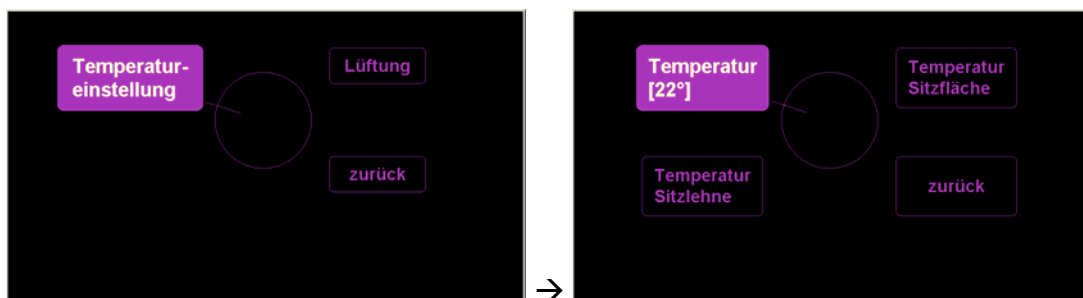 Temperatur-
einstellung
Lüftung
zurück
→
Temperatur
[22°]
Temperatur
Sitzfläche
Temperatur
Sitzlehne
zurück